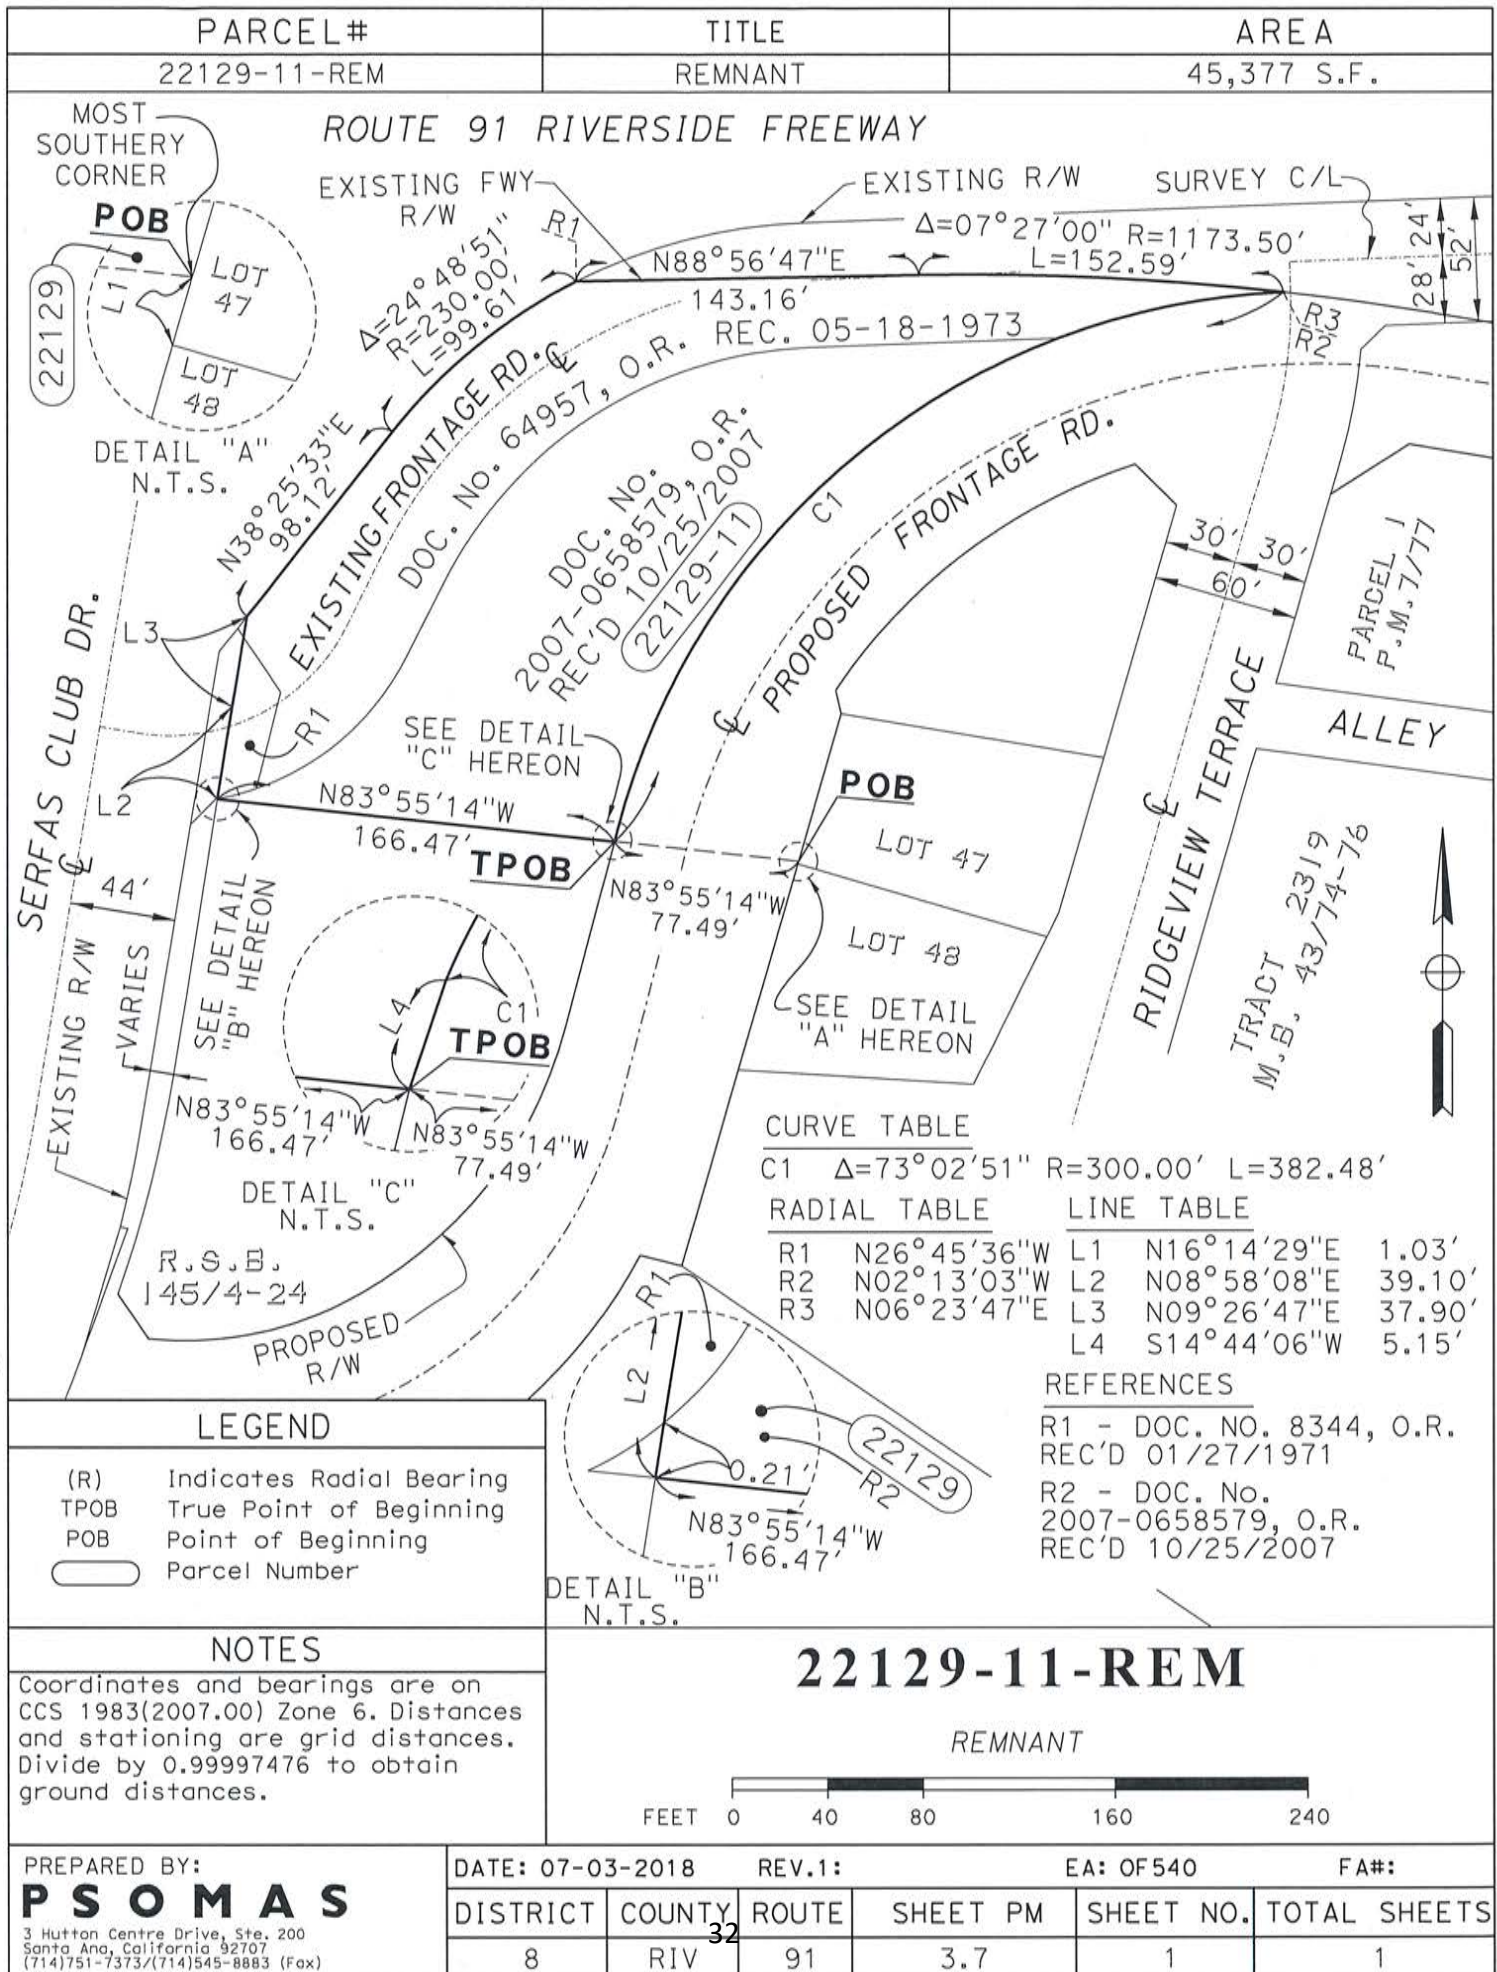 PARCEL# TITLE AREA
22129-11-REM REMNANT 45,377 S.F.
MOST
SOUTHERY
CORNER
POB
22129
L1
LOT
47
LOT
48
DETAIL "A"
N.T.S.
ROUTE 91 RIVERSIDE FREEWAY
EXISTING FWY
R/W
R1
EXISTING R/W
SURVEY C/L
Δ=07°27'00" R=1173.50'
L=152.59'
N88°56'47"E
143.16'
24'
28'
52'
R3
R2
Δ=24°48'51"
R=230.00'
L=99.61'
REC. 05-18-1973
DOC. No. 64957, O.R.
EXISTING FRONTAGE RD. ℄
N38°25'33"E
98.12'
DOC. No.
2007-0658579, O.R.
REC'D 10/25/2007
22129-11
C1
℄ PROPOSED FRONTAGE RD.
30'
30'
60'
PARCEL 1
P.M. 7/77
ALLEY
L3
SERFAS CLUB DR.
℄
R1
L2
SEE DETAIL
"C" HEREON
N83°55'14"W
166.47'
TPOB
POB
LOT 47
N83°55'14"W
77.49'
LOT 48
SEE DETAIL
"A" HEREON
℄
RIDGEVIEW TERRACE
TRACT 2319
M.B. 43/74-76
44'
EXISTING R/W
VARIES
SEE DETAIL
"B" HEREON
L4
C1
TPOB
N83°55'14"W
166.47'
N83°55'14"W
77.49'
DETAIL "C"
N.T.S.
R.S.B.
145/4-24
PROPOSED
R/W
CURVE TABLE
C1 Δ=73°02'51" R=300.00' L=382.48'
RADIAL TABLE
R1 N26°45'36"W
R2 N02°13'03"W
R3 N06°23'47"E
LINE TABLE
L1 N16°14'29"E 1.03'
L2 N08°58'08"E 39.10'
L3 N09°26'47"E 37.90'
L4 S14°44'06"W 5.15'
REFERENCES
R1 - DOC. NO. 8344, O.R.
REC'D 01/27/1971
R2 - DOC. No.
2007-0658579, O.R.
REC'D 10/25/2007
R1
L2
22129
R2
0.21'
N83°55'14"W
166.47'
DETAIL "B"
N.T.S.
LEGEND
(R) Indicates Radial Bearing
TPOB True Point of Beginning
POB Point of Beginning
Parcel Number
NOTES
Coordinates and bearings are on
CCS 1983(2007.00) Zone 6. Distances
and stationing are grid distances.
Divide by 0.99997476 to obtain
ground distances.
22129-11-REM
REMNANT
FEET 0 40 80 160 240
PREPARED BY:
PSOMAS
3 Hutton Centre Drive, Ste. 200
Santa Ana, California 92707
(714)751-7373/(714)545-8883 (Fax)
DATE: 07-03-2018 REV.1: EA: OF540 FA#:
DISTRICT COUNTY ROUTE SHEET PM SHEET NO. TOTAL SHEETS
32
8 RIV 91 3.7 1 1